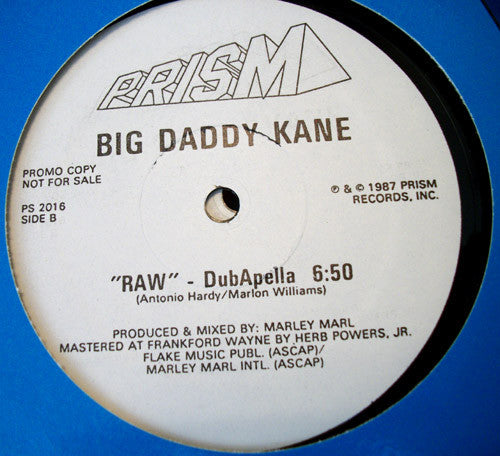 PRISM
BIG DADDY KANE
PROMO COPY
NOT FOR SALE
℗ & © 1987 PRISM
RECORDS, INC.
PS 2016
SIDE B
"RAW" - DubApella 6:50
(Antonio Hardy/Marlon Williams)
PRODUCED & MIXED BY: MARLEY MARL
MASTERED AT FRANKFORD WAYNE BY HERB POWERS, JR.
FLAKE MUSIC PUBL. (ASCAP)/
MARLEY MARL INTL. (ASCAP)